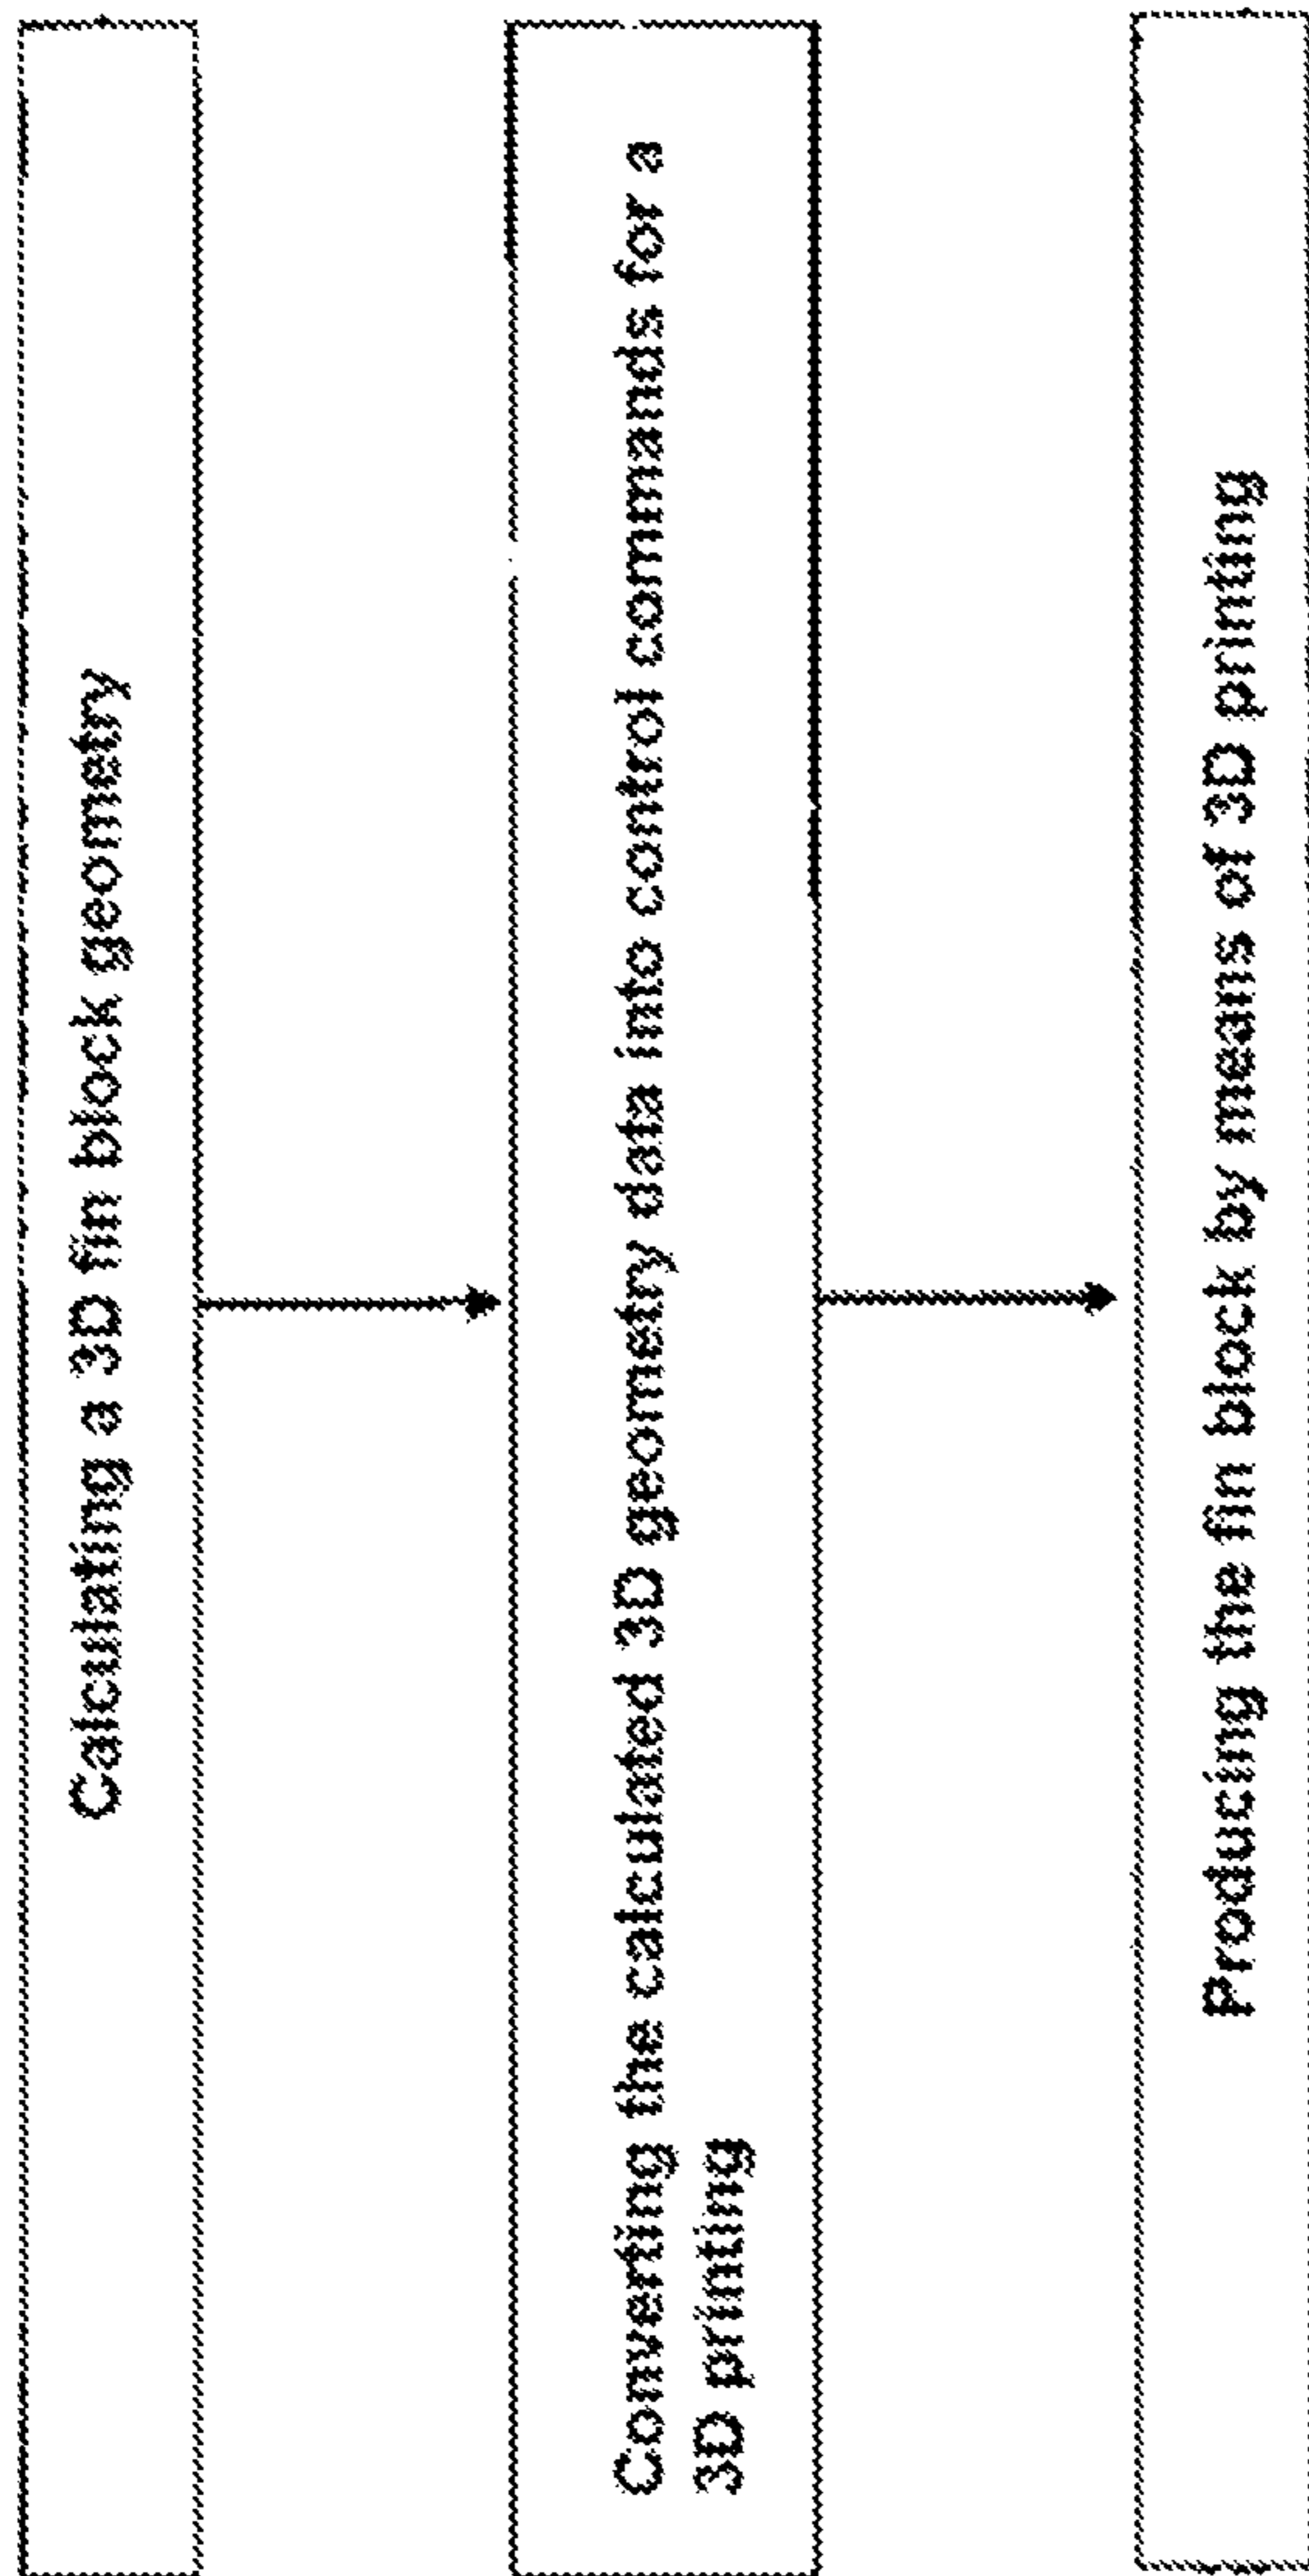 Calculating a 3D fin block geometry
Converting the calculated 3D geometry data into control commands for a
3D printing
Producing the fin block by means of 3D printing